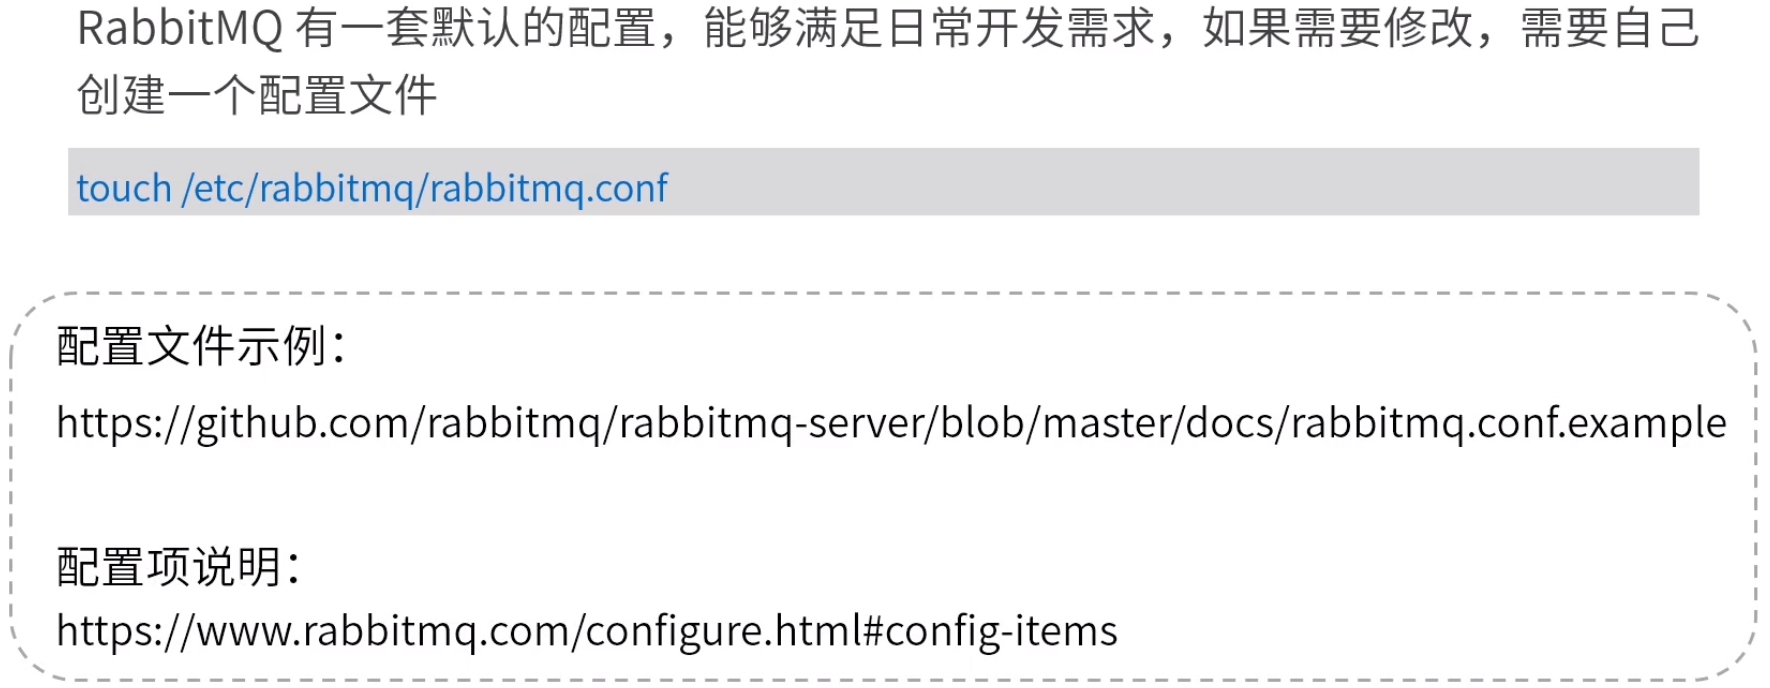 RabbitMQ 有一套默认的配置，能够满足日常开发需求，如果需要修改，需要自己
创建一个配置文件
touch /etc/rabbitmq/rabbitmq.conf
配置文件示例：
https://github.com/rabbitmq/rabbitmq-server/blob/master/docs/rabbitmq.conf.example
配置项说明：
https://www.rabbitmq.com/configure.html#config-items